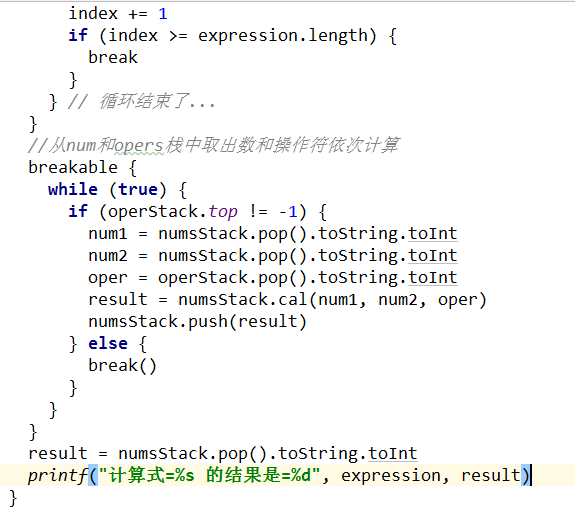 index += 1
if (index >= expression.length) {
break
}
} // 循环结束了...
}
//从num和opers栈中取出数和操作符依次计算
breakable {
while (true) {
if (operStack.top != -1) {
num1 = numsStack.pop().toString.toInt
num2 = numsStack.pop().toString.toInt
oper = operStack.pop().toString.toInt
result = numsStack.cal(num1, num2, oper)
numsStack.push(result)
} else {
break()
}
}
}
result = numsStack.pop().toString.toInt
printf("计算式=%s 的结果是=%d", expression, result)
}